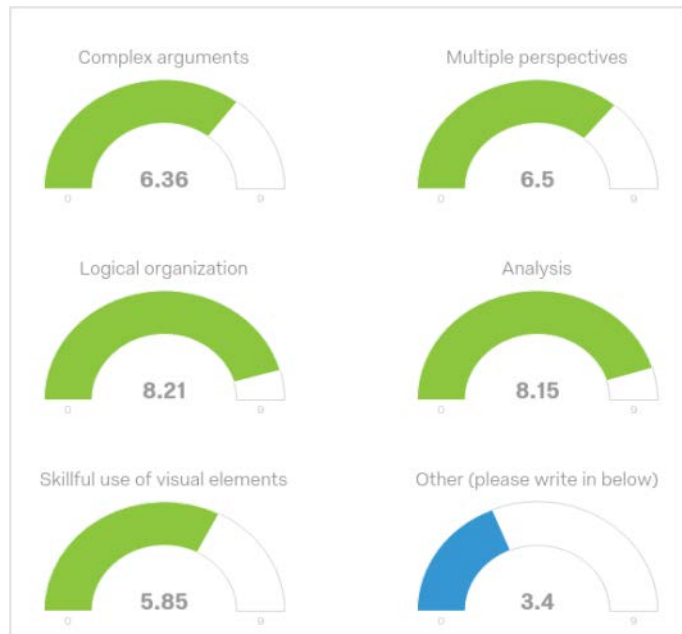 Complex arguments
Multiple perspectives
6.36
6.5
0 9
0 9
Logical organization
Analysis
8.21
8.15
0 9
0 9
Skillful use of visual elements
Other (please write in below)
5.85
3.4
0 9
0 9